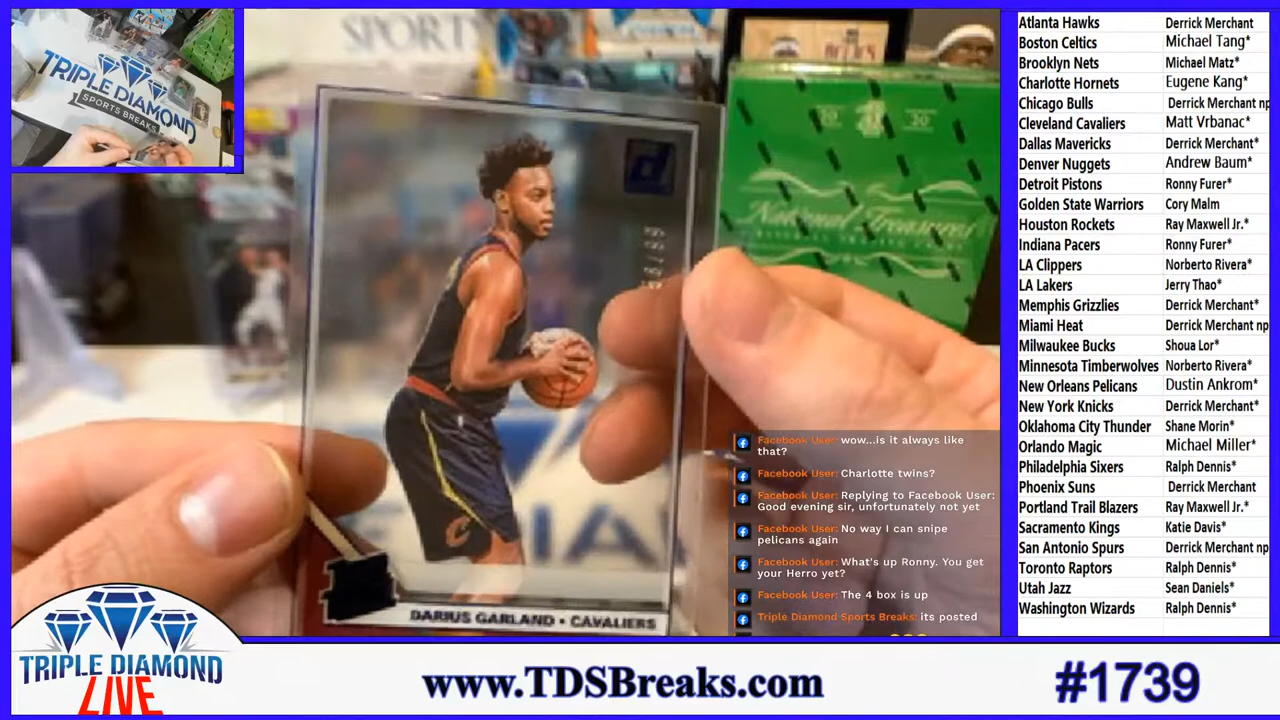 TRIPLE DIAMOND
SPORTS BREAKS
SPORTS
National Treasures
d
C
DARIUS GARLAND • CAVALIERS
Atlanta Hawks Derrick Merchant
Boston Celtics Michael Tang*
Brooklyn Nets Michael Matz*
Charlotte Hornets Eugene Kang*
Chicago Bulls Derrick Merchant np
Cleveland Cavaliers Matt Vrbanac*
Dallas Mavericks Derrick Merchant*
Denver Nuggets Andrew Baum*
Detroit Pistons Ronny Furer*
Golden State Warriors Cory Malm
Houston Rockets Ray Maxwell Jr.*
Indiana Pacers Ronny Furer*
LA Clippers Norberto Rivera*
LA Lakers Jerry Thao*
Memphis Grizzlies Derrick Merchant*
Miami Heat Derrick Merchant np
Milwaukee Bucks Shoua Lor*
Minnesota Timberwolves Norberto Rivera*
New Orleans Pelicans Dustin Ankrom*
New York Knicks Derrick Merchant*
Oklahoma City Thunder Shane Morin*
Orlando Magic Michael Miller*
Philadelphia Sixers Ralph Dennis*
Phoenix Suns Derrick Merchant
Portland Trail Blazers Ray Maxwell Jr.*
Sacramento Kings Katie Davis*
San Antonio Spurs Derrick Merchant np
Toronto Raptors Ralph Dennis*
Utah Jazz Sean Daniels*
Washington Wizards Ralph Dennis*
Facebook User: wow...is it always like
that?
Facebook User: Charlotte twins?
Facebook User: Replying to Facebook User:
Good evening sir, unfortunately not yet
Facebook User: No way I can snipe
pelicans again
Facebook User: What's up Ronny. You get
your Herro yet?
Facebook User: The 4 box is up
Triple Diamond Sports Breaks: its posted
TRIPLE DIAMOND
LIVE
www.TDSBreaks.com
#1739